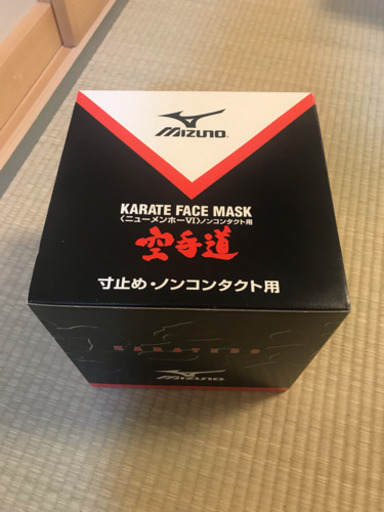 MIZUNO
KARATE FACE MASK
〈ニューメンホーVI〉ノンコンタクト用
空手道
寸止め・ノンコンタクト用
KARATEDO
MIZUNO